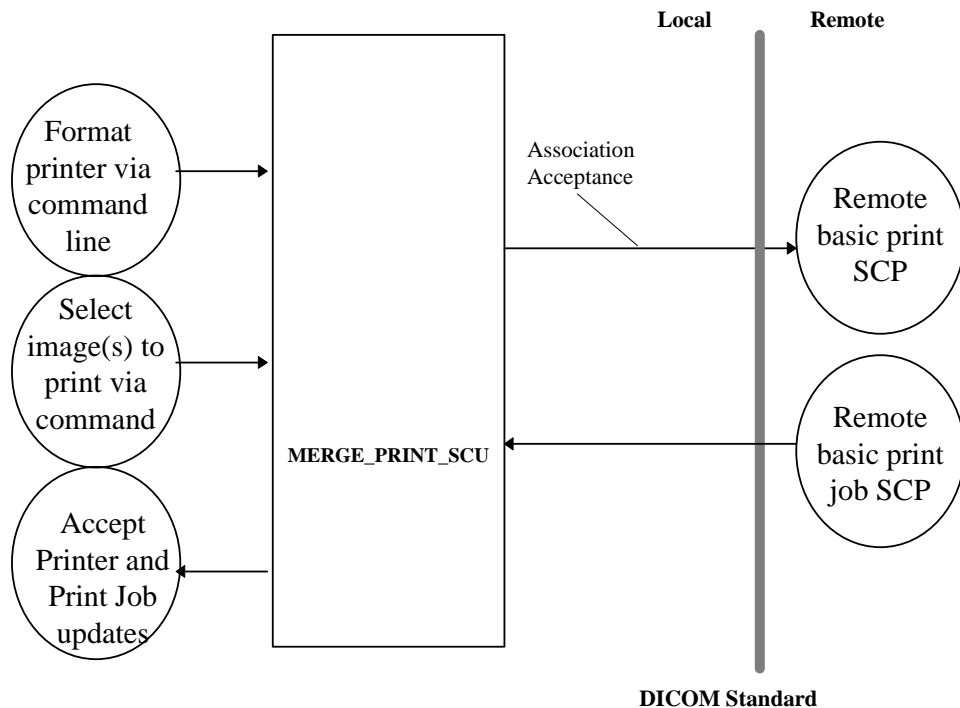 Local
Remote
Format
printer via
command
line
Association
Acceptance
Remote
basic print
SCP
Select
image(s) to
print via
command
MERGE_PRINT_SCU
Remote
basic print
job SCP
Accept
Printer and
Print Job
updates
DICOM Standard